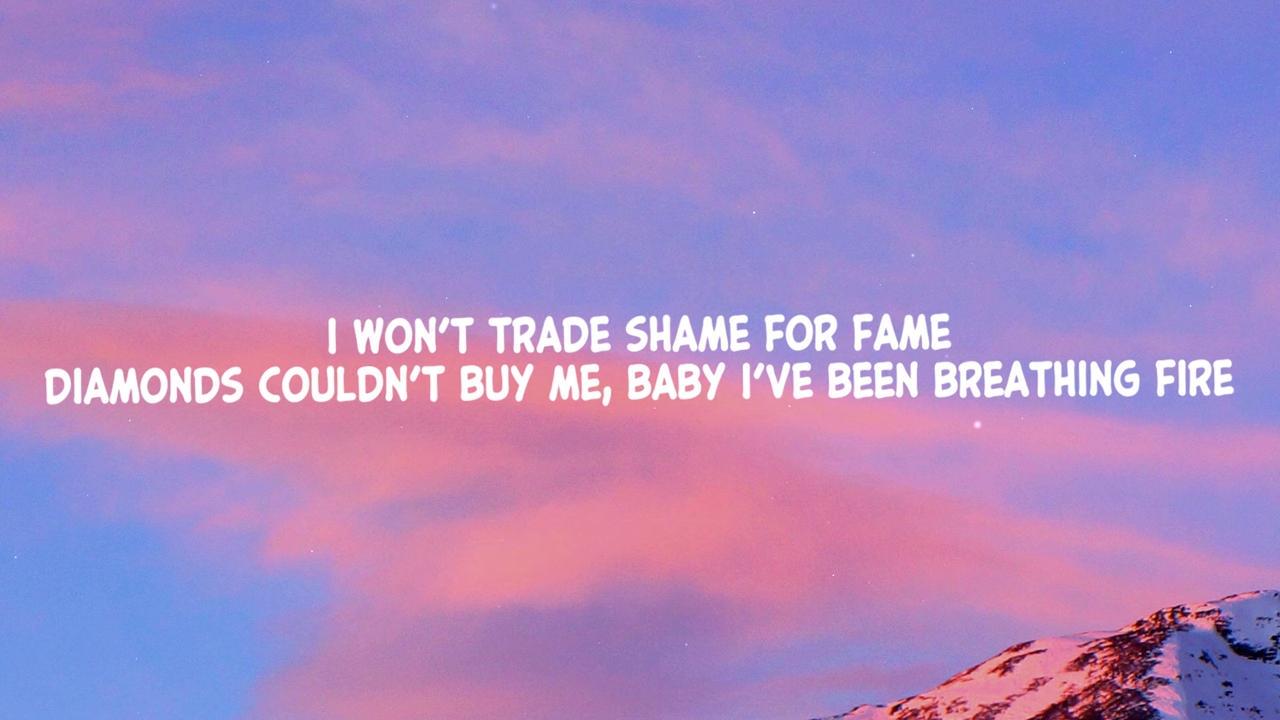 I WON'T TRADE SHAME FOR FAME
DIAMONDS COULDN'T BUY ME, BABY I'VE BEEN BREATHING FIRE